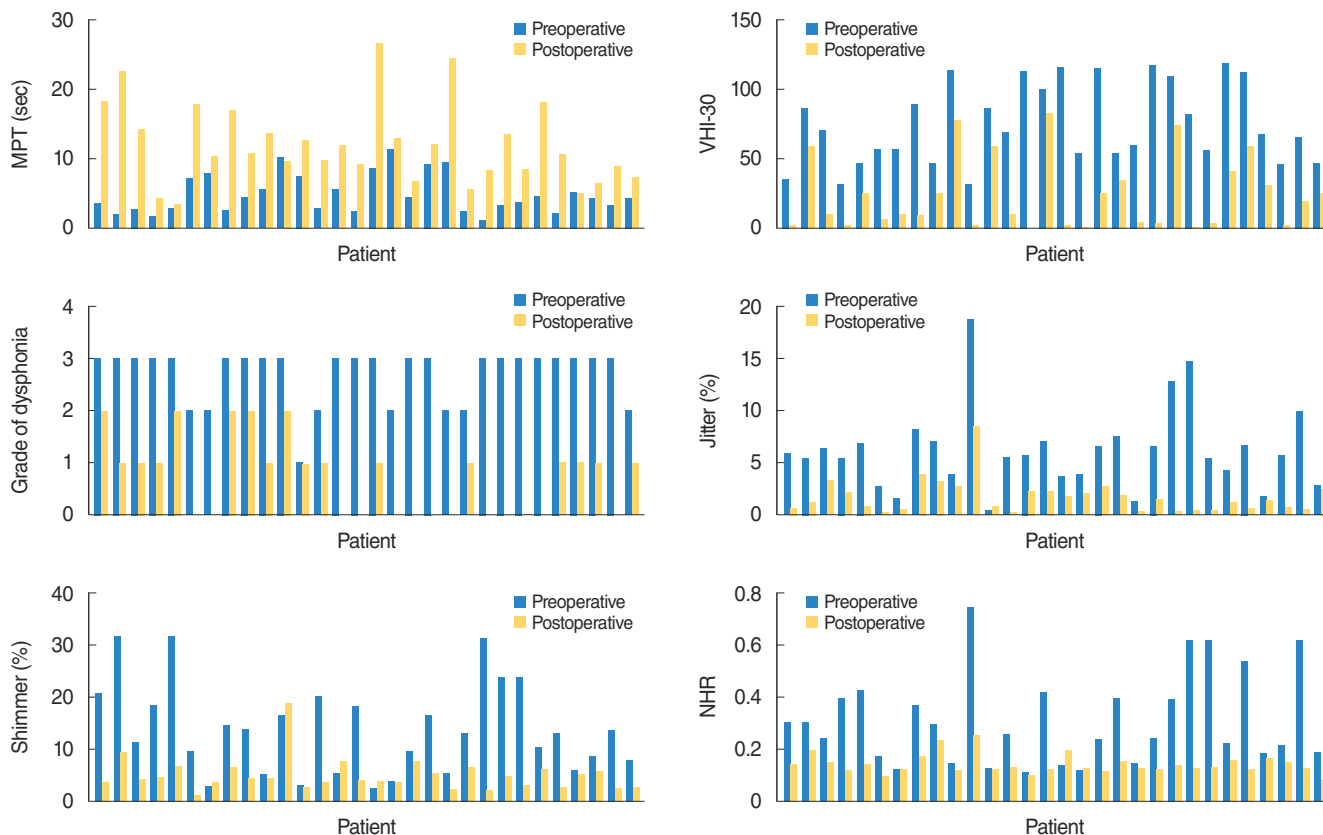 MPT (sec)
30
20
10
0
Preoperative
Postoperative
Patient
VHI-30
150
100
50
0
Preoperative
Postoperative
Patient
Grade of dysphonia
4
3
2
1
0
Preoperative
Postoperative
Patient
Jitter (%)
20
15
10
5
0
Preoperative
Postoperative
Patient
Shimmer (%)
40
30
20
10
0
Preoperative
Postoperative
Patient
NHR
0.8
0.6
0.4
0.2
0
Preoperative
Postoperative
Patient